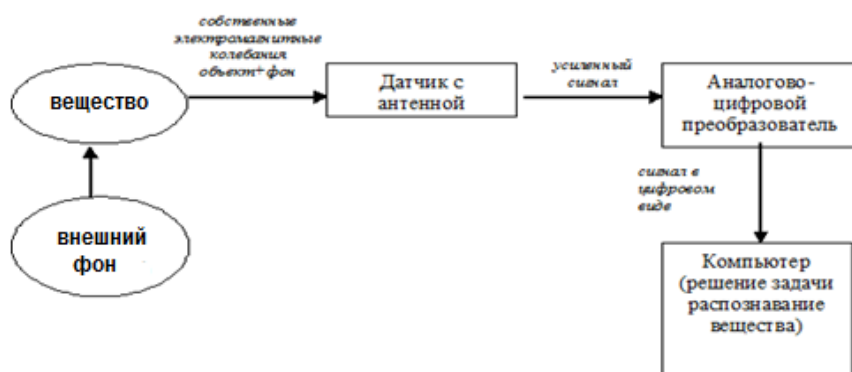 собственные
электромагнитные
колебания
объект+ фон
вещество
Датчик с
антенной
усиленный
сигнал
Аналогово-
цифровой
преобразователь
сигнал в
цифровом
виде
внешний
фон
Компьютер
(решение задачи
распознавание
вещества)